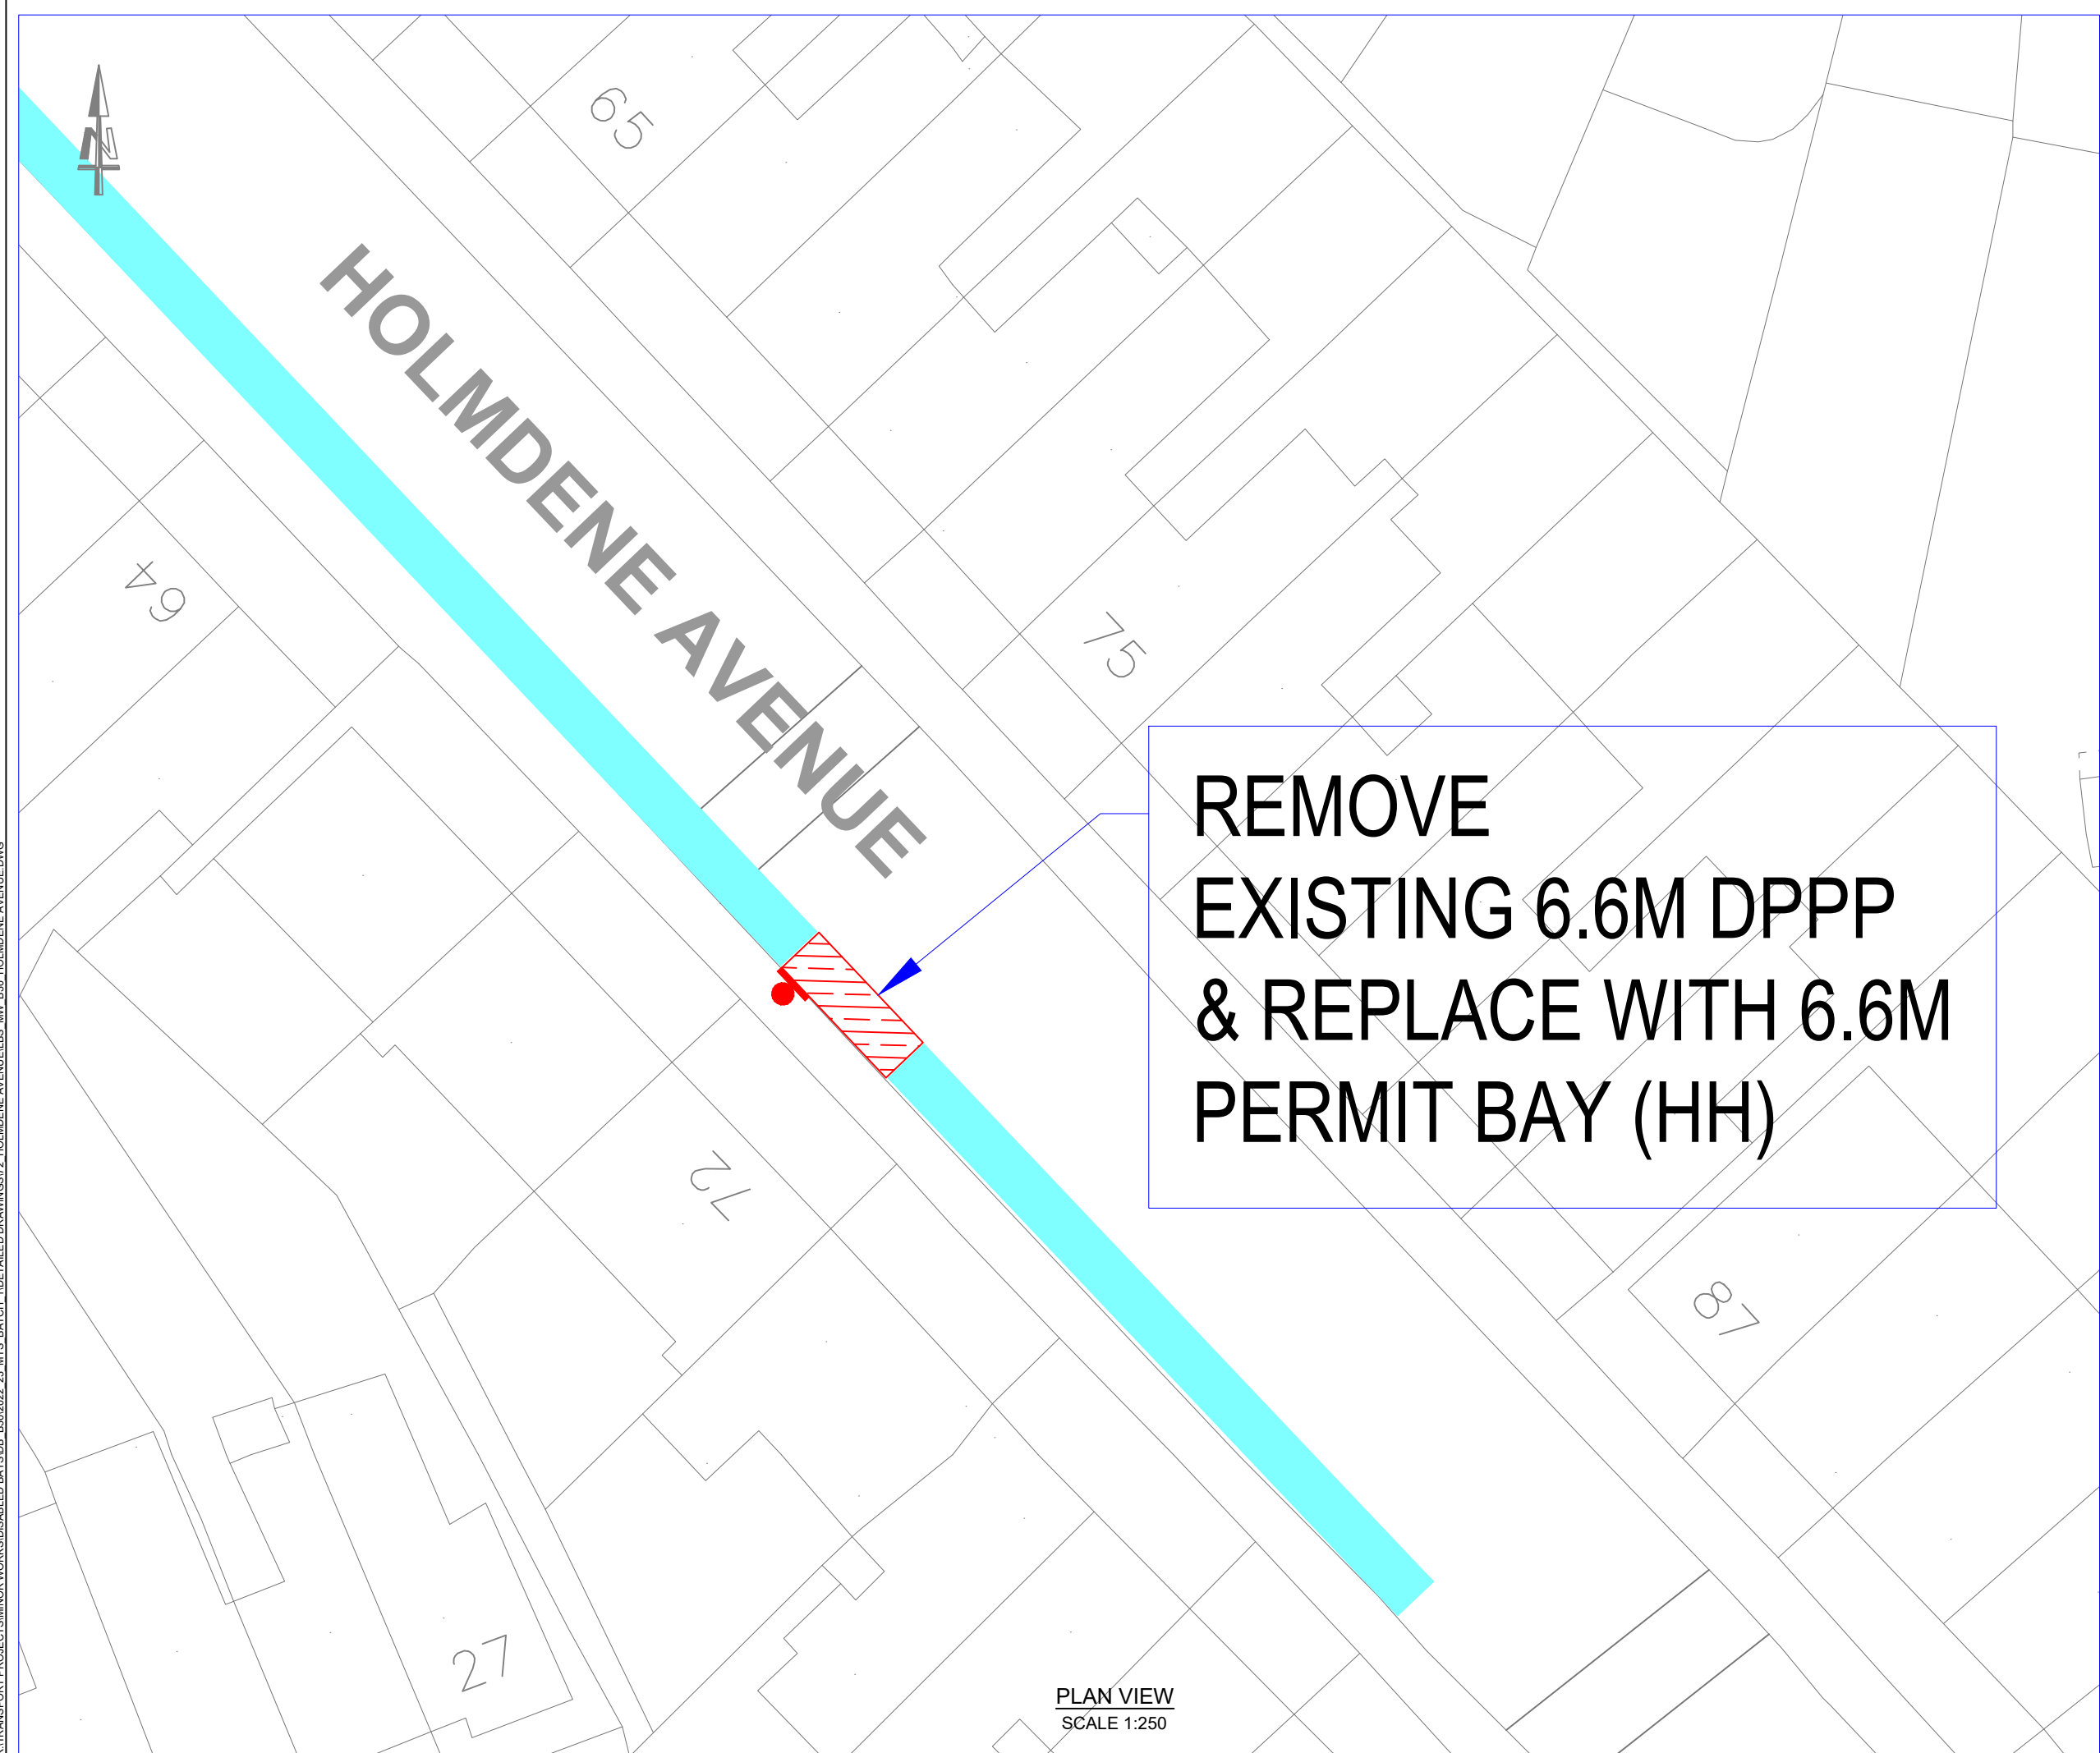 N
65
HOLMDENE AVENUE
64
75
REMOVE
EXISTING 6.6M DPPP
& REPLACE WITH 6.6M
PERMIT BAY (HH)
72
87
27
PLAN VIEW
SCALE 1:250